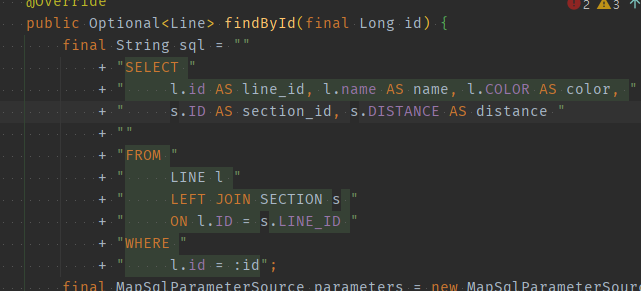 @Override 2 3
public Optional<Line> findById(final Long id) {
final String sql = ""
+ "SELECT "
+ "     l.id AS line_id, l.name AS name, l.COLOR AS color, "
+ "     s.ID AS section_id, s.DISTANCE AS distance "
+ ""
+ "FROM "
+ "     LINE l "
+ "     LEFT JOIN SECTION s "
+ "     ON l.ID = s.LINE_ID "
+ "WHERE "
+ "     l.id = :id";
final MapSqlParameterSource parameters = new MapSqlParameterSour